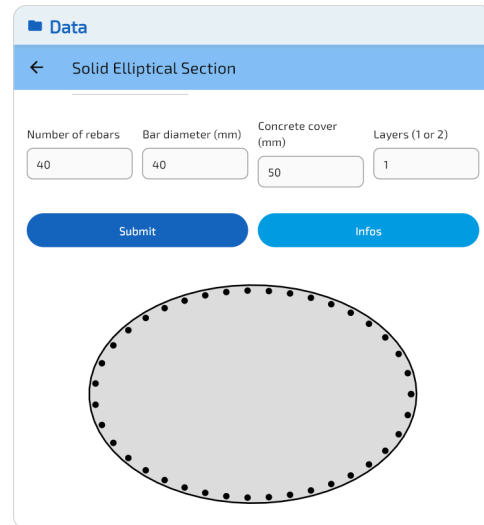 Data
Solid Elliptical Section
Number of rebars
Bar diameter (mm)
Concrete cover
(mm)
Layers (1 or 2)
40
40
50
1
Submit
Infos